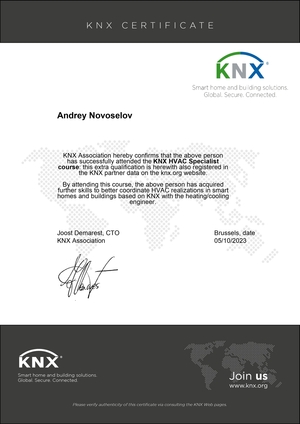 KNX CERTIFICATE
KNX®
Smart home and building solutions.
Global. Secure. Connected.
Andrey Novoselov
KNX Association hereby confirms that the above person
has successfully attended the KNX HVAC Specialist
course: this extra qualification is herewith also registered in
the KNX partner data on the knx.org website.
By attending this course, the above person has acquired
further skills to better coordinate HVAC realizations in smart
homes and buildings based on KNX with the heating/cooling
engineer.
Joost Demarest, CTO
KNX Association
Brussels, date
05/10/2023
KNX®
Smart home and building solutions.
Global. Secure. Connected.
Join us
www.knx.org
Please verify authenticity of this certificate via consulting the KNX Web pages.